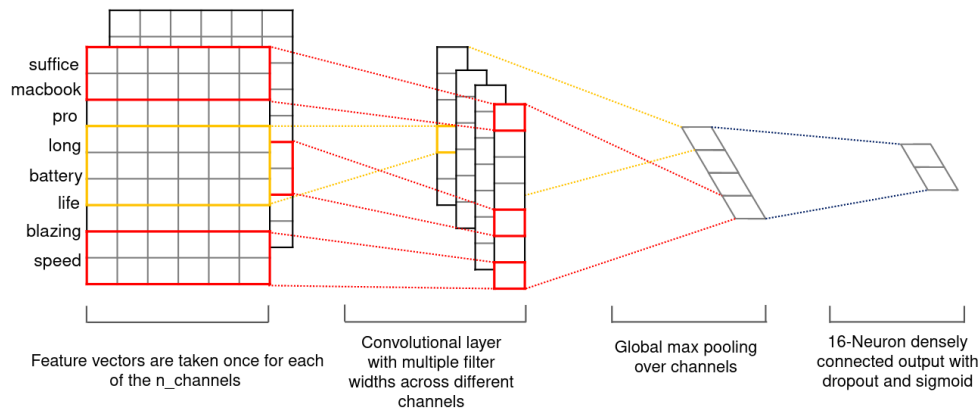 suffice
macbook
pro
long
battery
life
blazing
speed
Feature vectors are taken once for each
of the n_channels
Convolutional layer
with multiple filter
widths across different
channels
Global max pooling
over channels
16-Neuron densely
connected output with
dropout and sigmoid